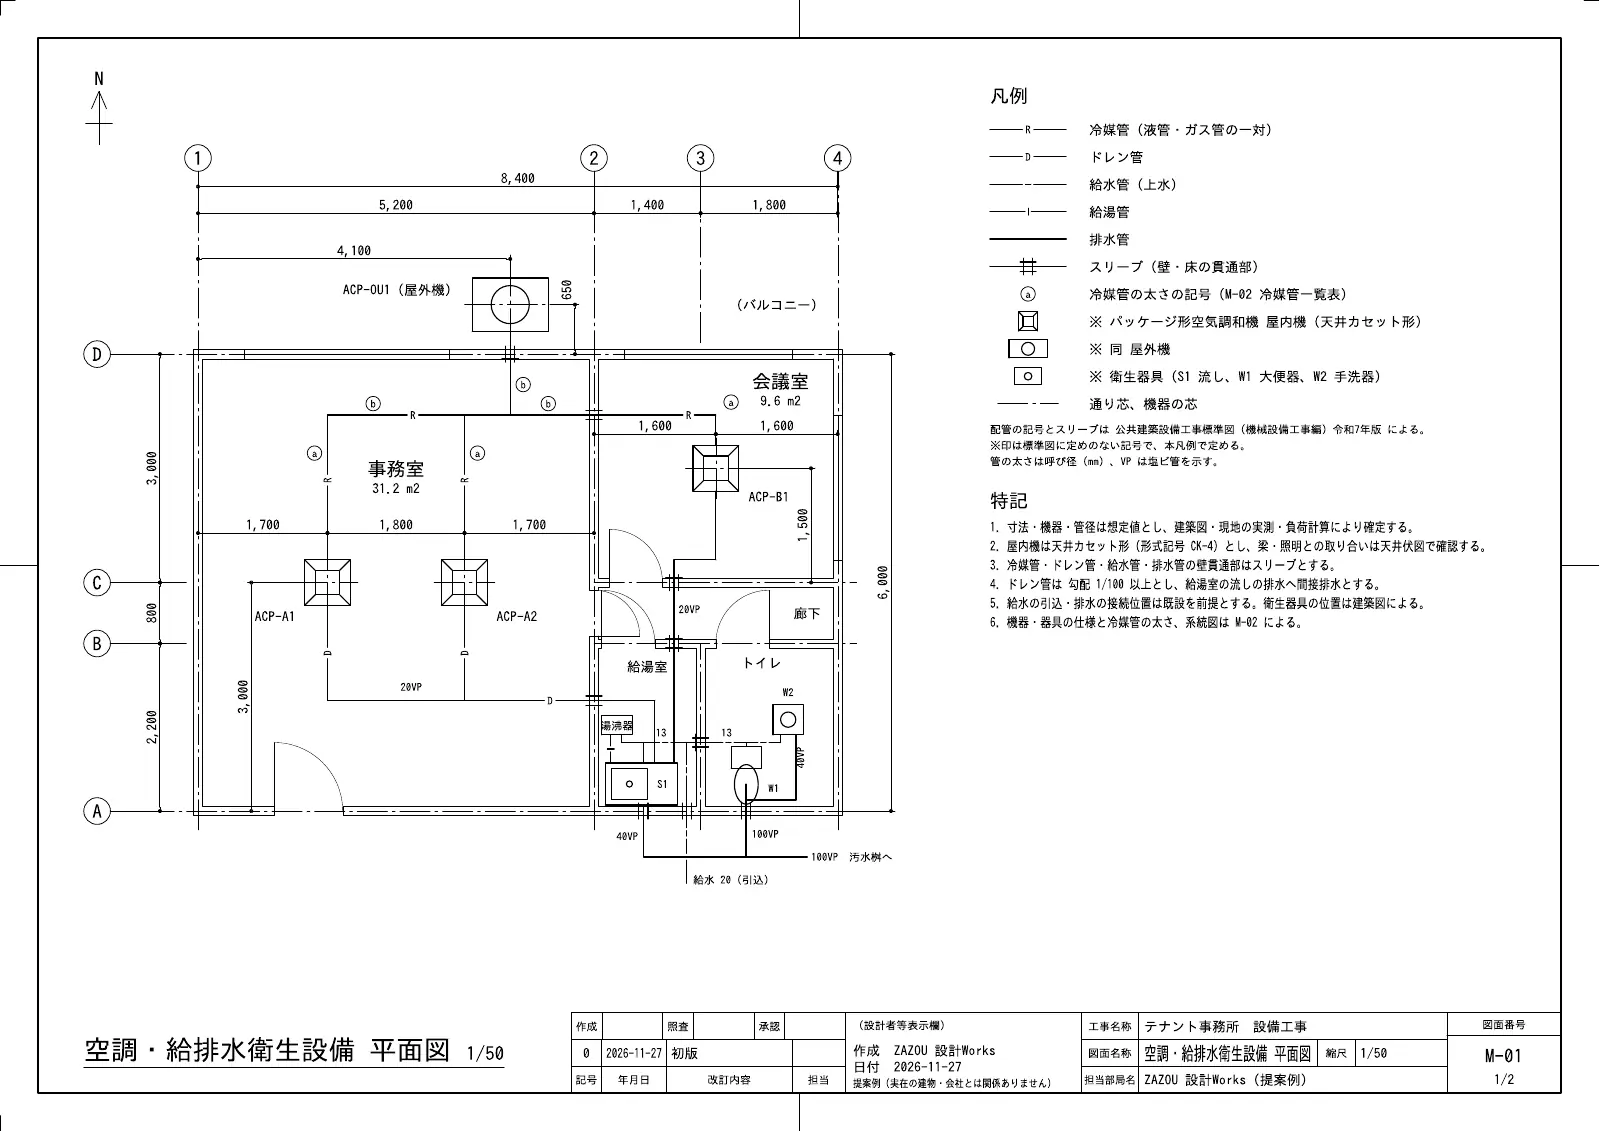 N
1
2
3
4
8,400
5,200
1,400
1,800
4,100
ACP-OU1（屋外機）
650
（バルコニー）
D
C
B
A
会議室
9.6 m2
b
b
b
a
R
R
1,600
1,600
a
a
事務室
31.2 m2
R
R
3,000
ACP-B1
1,500
1,700
1,800
1,700
6,000
ACP-A1
ACP-A2
20VP
廊下
800
D
D
給湯室
トイレ
20VP
D
W2
3,000
2,200
湯沸器
13
13
40VP
S1
W1
40VP
100VP
100VP 汚水桝へ
給水 20（引込）
凡例
R 冷媒管（液管・ガス管の一対）
D ドレン管
給水管（上水）
I 給湯管
排水管
スリーブ（壁・床の貫通部）
a 冷媒管の太さの記号（M-02 冷媒管一覧表）
※ パッケージ形空気調和機 屋内機（天井カセット形）
※ 同 屋外機
※ 衛生器具（S1 流し、W1 大便器、W2 手洗器）
通り芯、機器の芯
配管の記号とスリーブは 公共建築設備工事標準図（機械設備工事編）令和7年版 による。
※印は標準図に定めのない記号で、本凡例で定める。
管の太さは呼び径（mm）、VP は塩ビ管を示す。
特記
1. 寸法・機器・管径は想定値とし、建築図・現地の実測・負荷計算により確定する。
2. 屋内機は天井カセット形（形式記号 CK-4）とし、梁・照明との取り合いは天井伏図で確認する。
3. 冷媒管・ドレン管・給水管・排水管の壁貫通部はスリーブとする。
4. ドレン管は 勾配 1/100 以上とし、給湯室の流しの排水へ間接排水とする。
5. 給水の引込・排水の接続位置は既設を前提とする。衛生器具の位置は建築図による。
6. 機器・器具の仕様と冷媒管の太さ、系統図は M-02 による。
空調・給排水衛生設備 平面図 1/50
作成 照査 承認
0 2026-11-27 初版
記号 年月日 改訂内容 担当
（設計者等表示欄）
作成 ZAZOU 設計Works
日付 2026-11-27
提案例（実在の建物・会社とは関係ありません）
工事名称 テナント事務所 設備工事
図面名称 空調・給排水衛生設備 平面図 縮尺 1/50
担当部局名 ZAZOU 設計Works（提案例）
図面番号
M-01
1/2